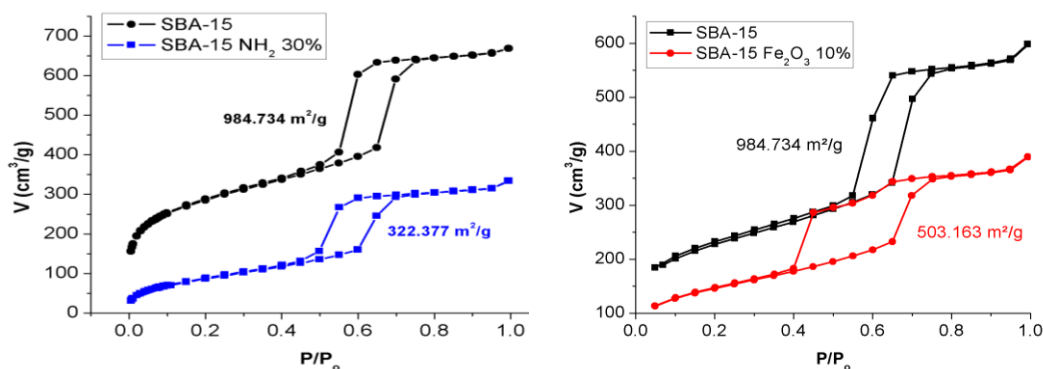 SBA-15
SBA-15 NH₂ 30%
984.734 m²/g
322.377 m²/g
V (cm³/g)
700
600
500
400
300
200
100
0
0.0 0.2 0.4 0.6 0.8 1.0
P/Pₒ
SBA-15
SBA-15 Fe₂O₃ 10%
984.734 m²/g
503.163 m²/g
V (cm³/g)
600
500
400
300
200
100
0.0 0.2 0.4 0.6 0.8 1.0
P/Pₒ